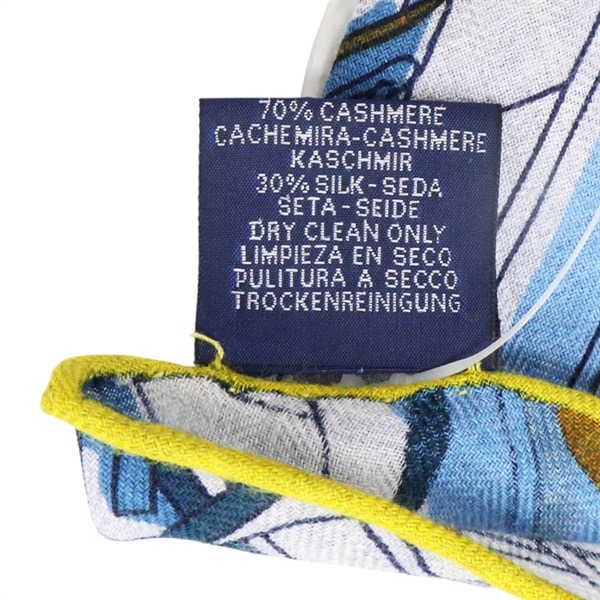 70% CASHMERE
CACHEMIRA-CASHMERE
KASCHMIR
30% SILK-SEDA
SETA-SEIDE
DRY CLEAN ONLY
LIMPIEZA EN SECO
PULITURA A SECCO
TROCKENREINIGUNG